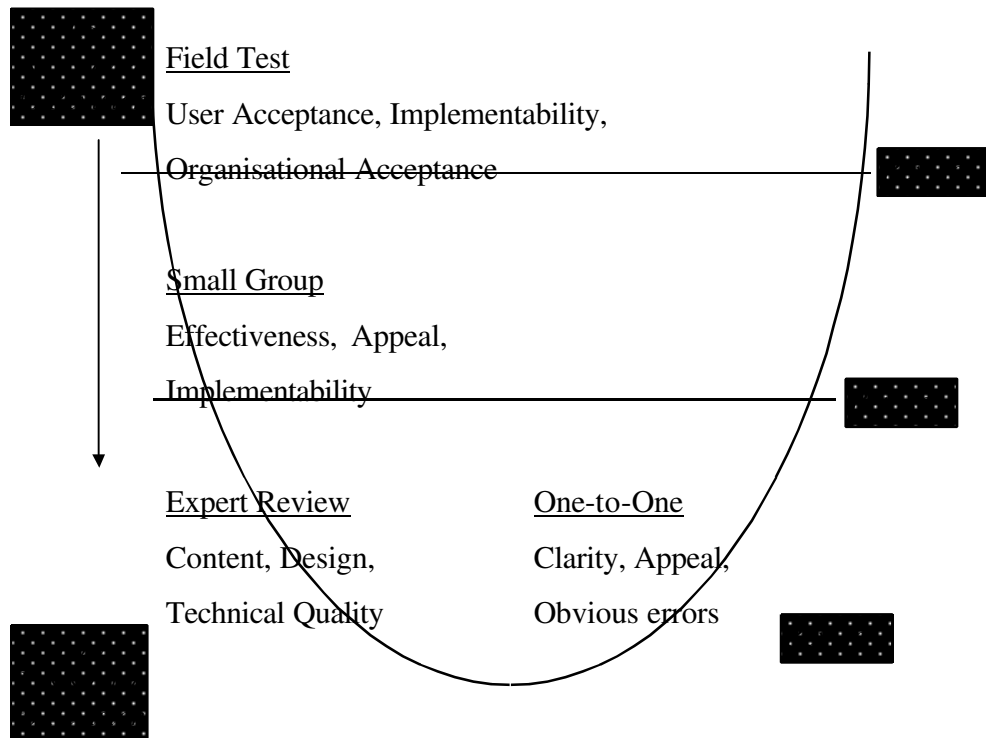 Field Test
User Acceptance, Implementability,
Organisational Acceptance
Small Group
Effectiveness, Appeal,
Implementability
Expert Review
Content, Design,
Technical Quality
One-to-One
Clarity, Appeal,
Obvious errors